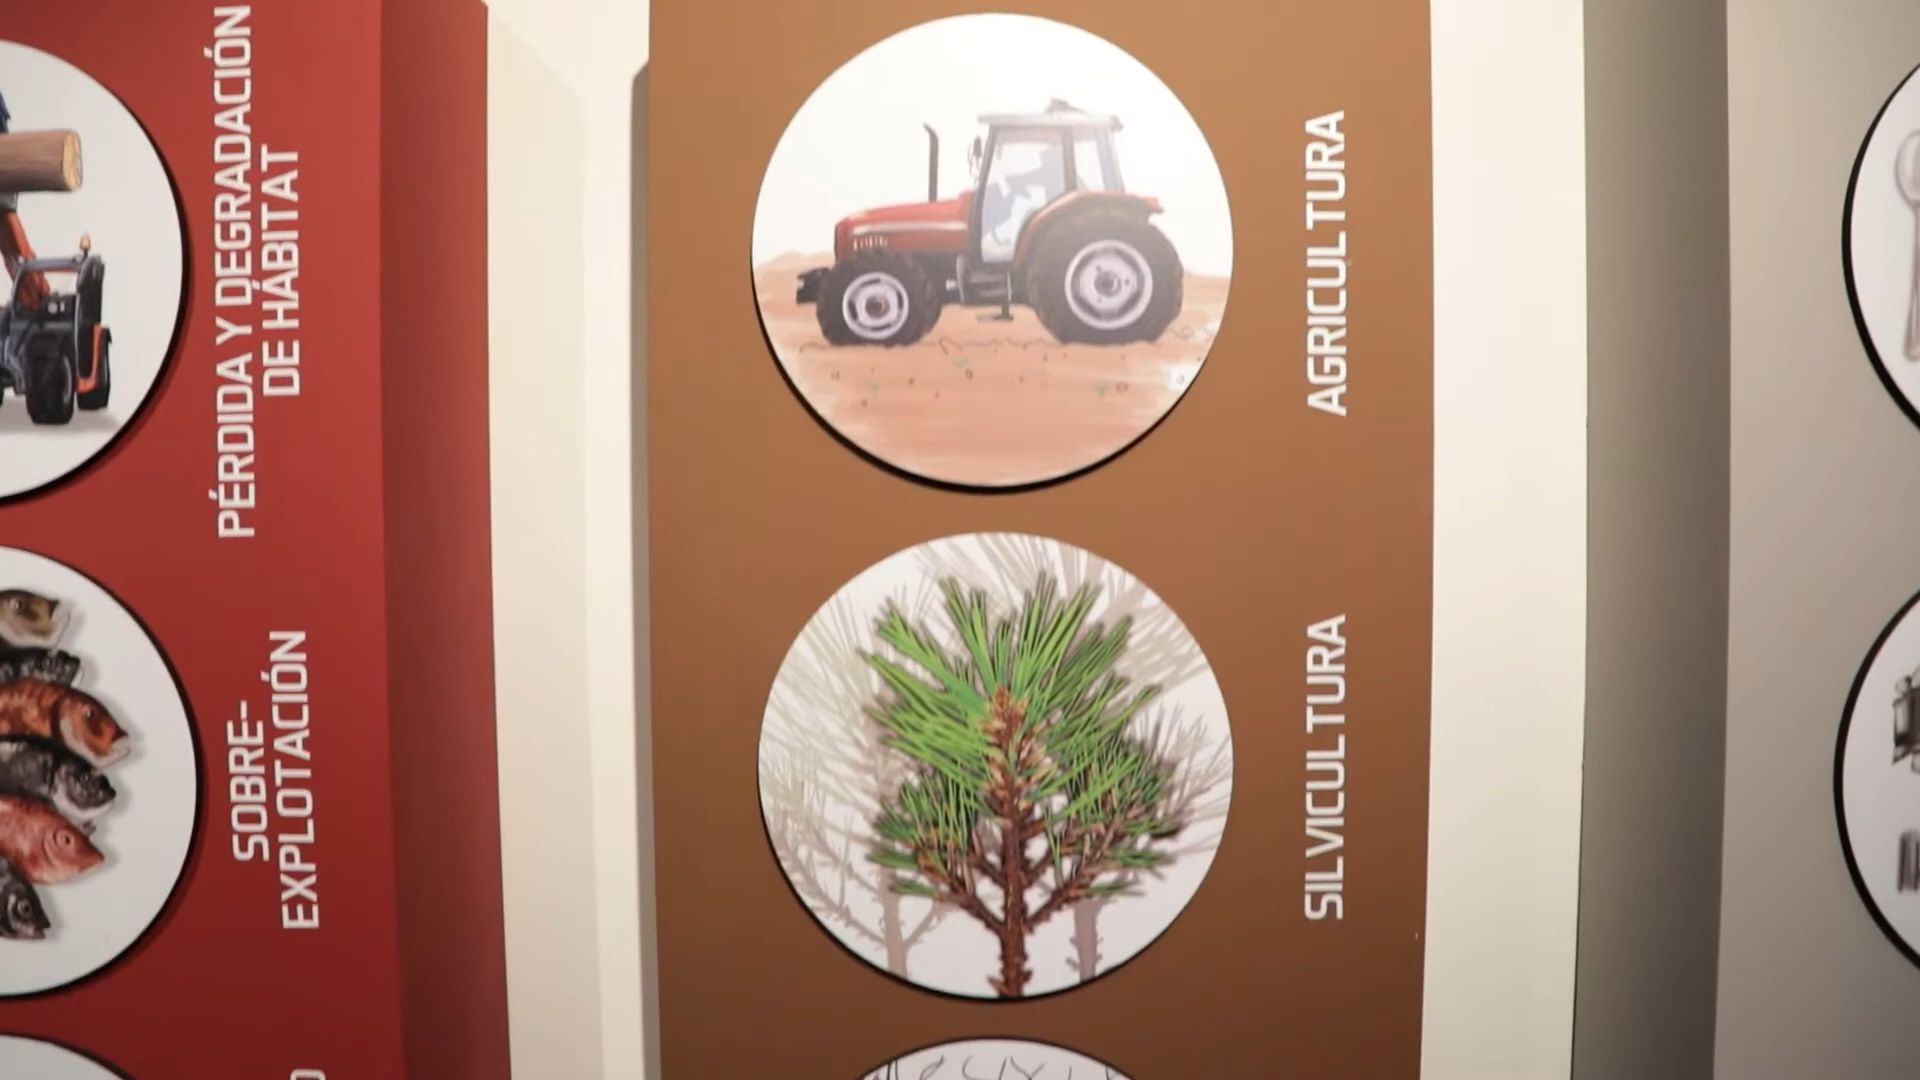 PÉRDIDA Y DEGRADACIÓN
DE HÁBITAT
SOBRE-
EXPLOTACIÓN
AGRICULTURA
SILVICULTURA